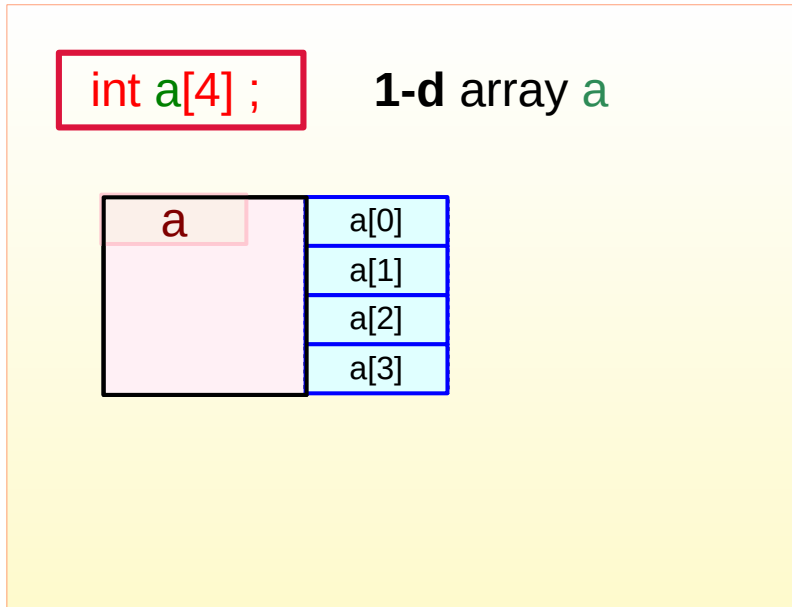 int a[4] ; 1-d array a
a a[0]
a[1]
a[2]
a[3]